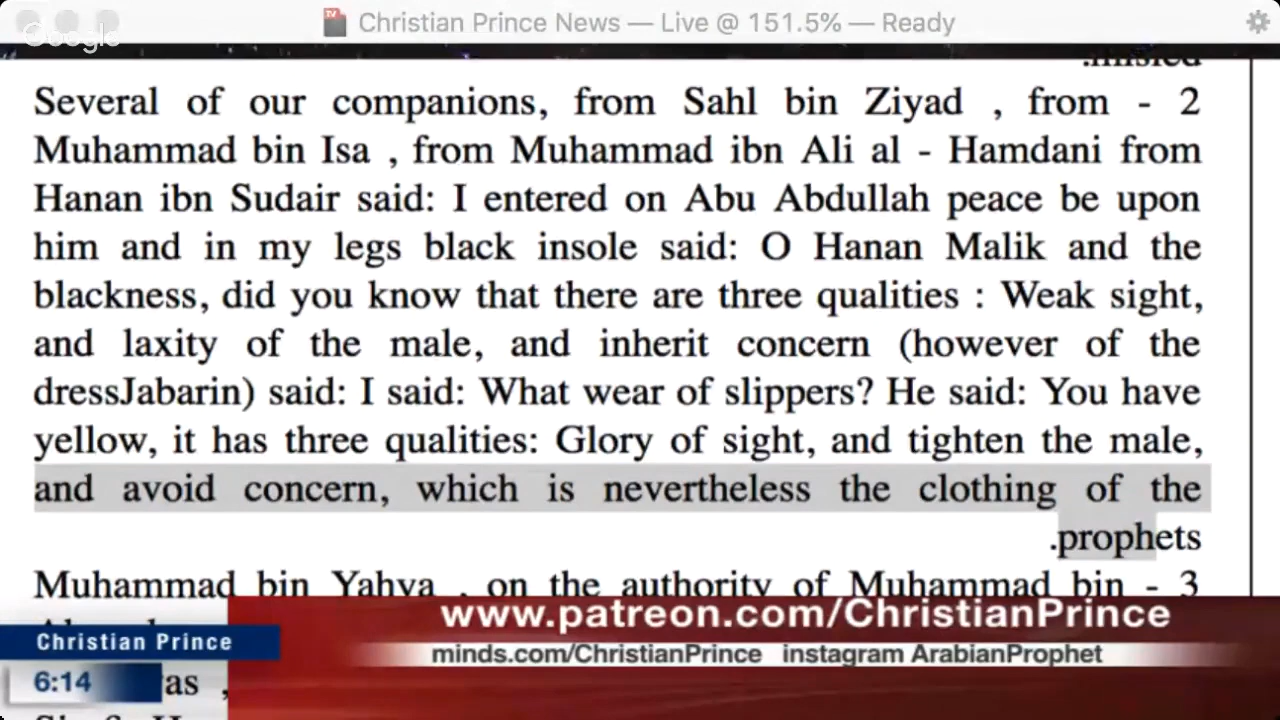 Christian Prince News — Live @ 151.5% — Ready
Google
.misled
Several of our companions, from Sahl bin Ziyad , from - 2
Muhammad bin Isa , from Muhammad ibn Ali al - Hamdani from
Hanan ibn Sudair said: I entered on Abu Abdullah peace be upon
him and in my legs black insole said: O Hanan Malik and the
blackness, did you know that there are three qualities : Weak sight,
and laxity of the male, and inherit concern (however of the
dressJabarin) said: I said: What wear of slippers? He said: You have
yellow, it has three qualities: Glory of sight, and tighten the male,
and avoid concern, which is nevertheless the clothing of the
.prophets
Muhammad bin Yahya , on the authority of Muhammad bin - 3
www.patreon.com/ChristianPrince
Christian Prince
minds.com/ChristianPrince instagram ArabianProphet
6:14
as ,